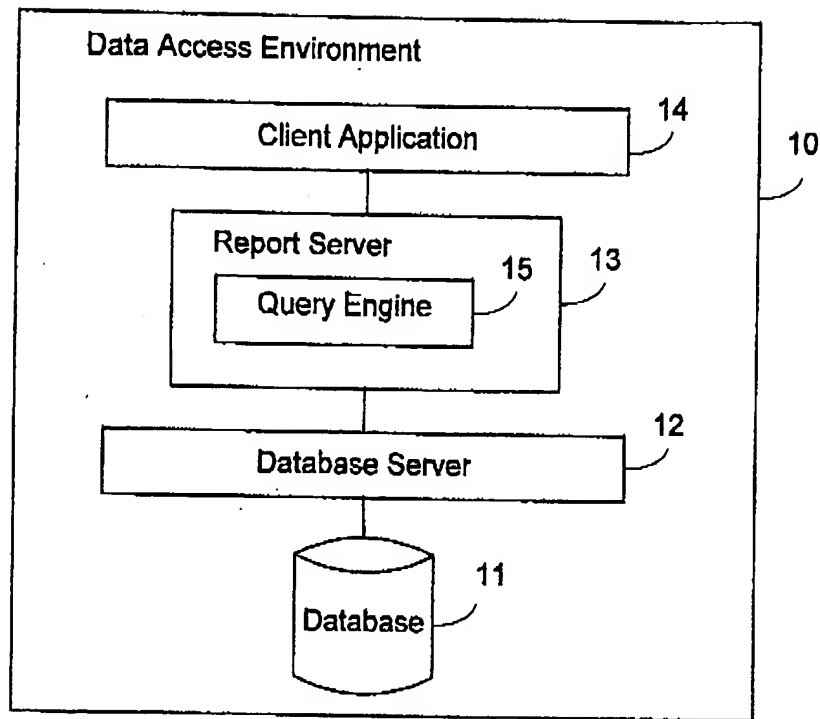 Data Access Environment
14
Client Application
10
Report Server
15
13
Query Engine
12
Database Server
11
Database